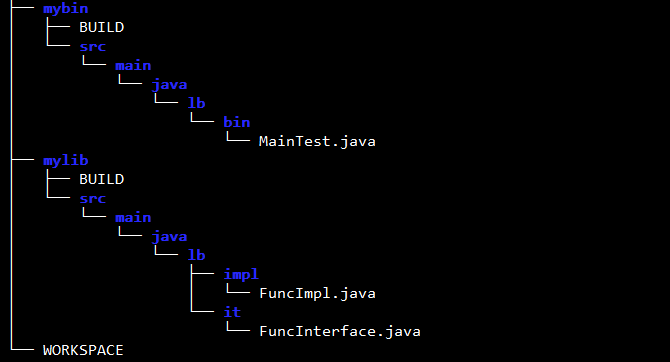 ├── mybin
│   ├── BUILD
│   └── src
│       └── main
│           └── java
│               └── lb
│                   └── bin
│                       └── MainTest.java
├── mylib
│   ├── BUILD
│   └── src
│       └── main
│           └── java
│               └── lb
│                   ├── impl
│                   │   └── FuncImpl.java
│                   └── it
│                       └── FuncInterface.java
└── WORKSPACE